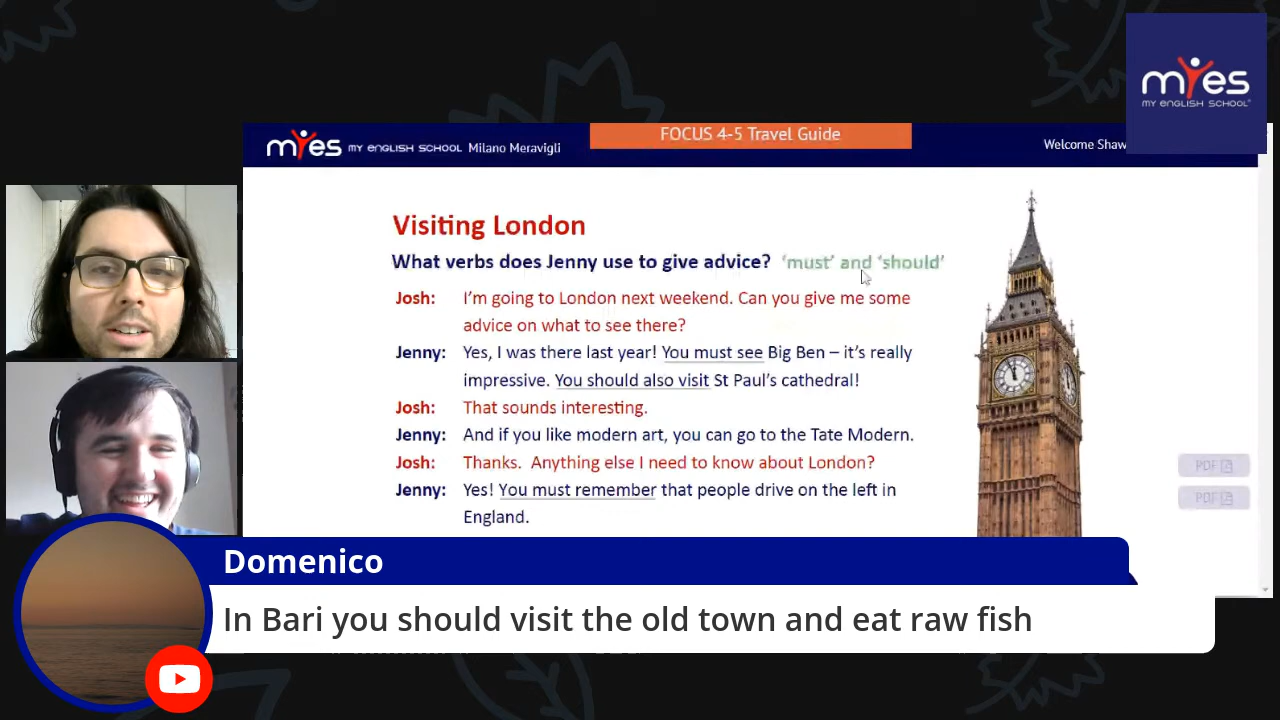 myes
MY ENGLISH SCHOOL
myes MY ENGLISH SCHOOL Milano Meravigli
FOCUS 4-5 Travel Guide
Welcome Shaw
Visiting London
What verbs does Jenny use to give advice? 'must' and 'should'
Josh: I'm going to London next weekend. Can you give me some
advice on what to see there?
Jenny: Yes, I was there last year! You must see Big Ben – it's really
impressive. You should also visit St Paul's cathedral!
Josh: That sounds interesting.
Jenny: And if you like modern art, you can go to the Tate Modern.
Josh: Thanks. Anything else I need to know about London?
Jenny: Yes! You must remember that people drive on the left in
England.
PDF
PDF
Domenico
In Bari you should visit the old town and eat raw fish